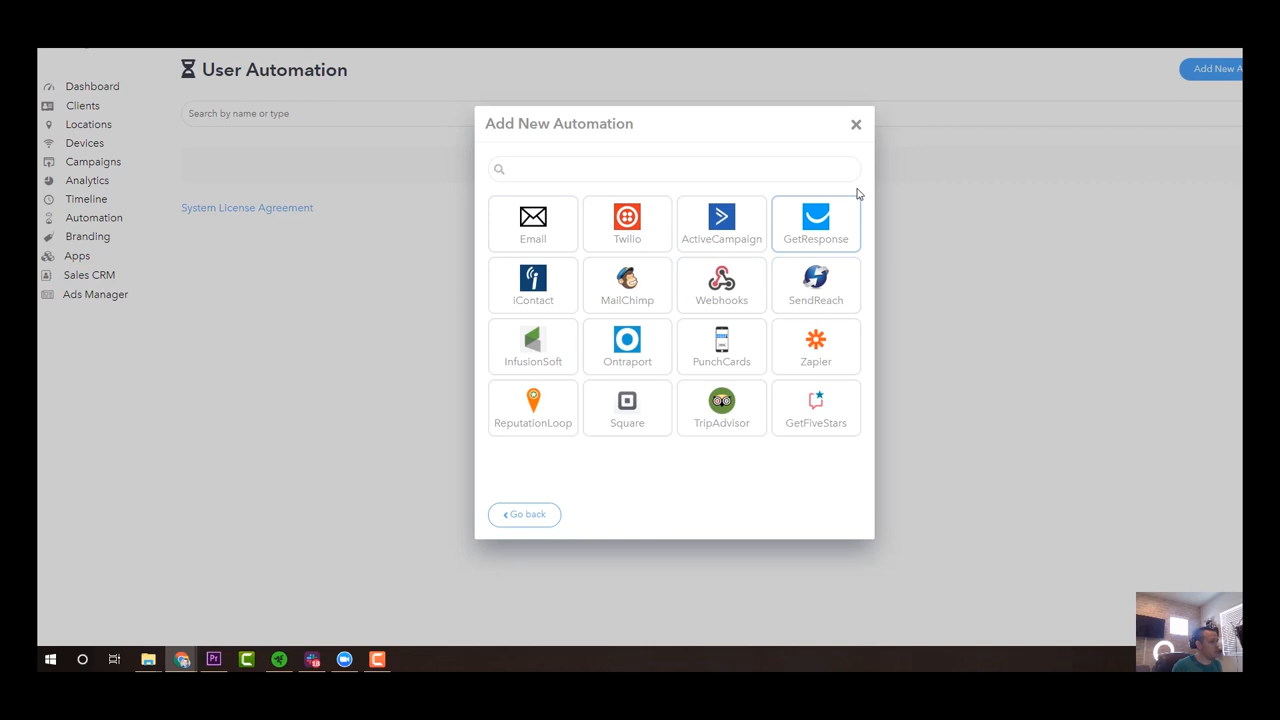 User Automation
Add New A
Dashboard
Clients
Locations
Devices
Campaigns
Analytics
Timeline
Automation
Branding
Apps
Sales CRM
Ads Manager
Search by name or type
System License Agreement
Add New Automation
Email
Twilio
ActiveCampaign
GetResponse
iContact
MailChimp
Webhooks
SendReach
InfusionSoft
Ontraport
PunchCards
Zapier
ReputationLoop
Square
TripAdvisor
GetFiveStars
Go back
Pr
18